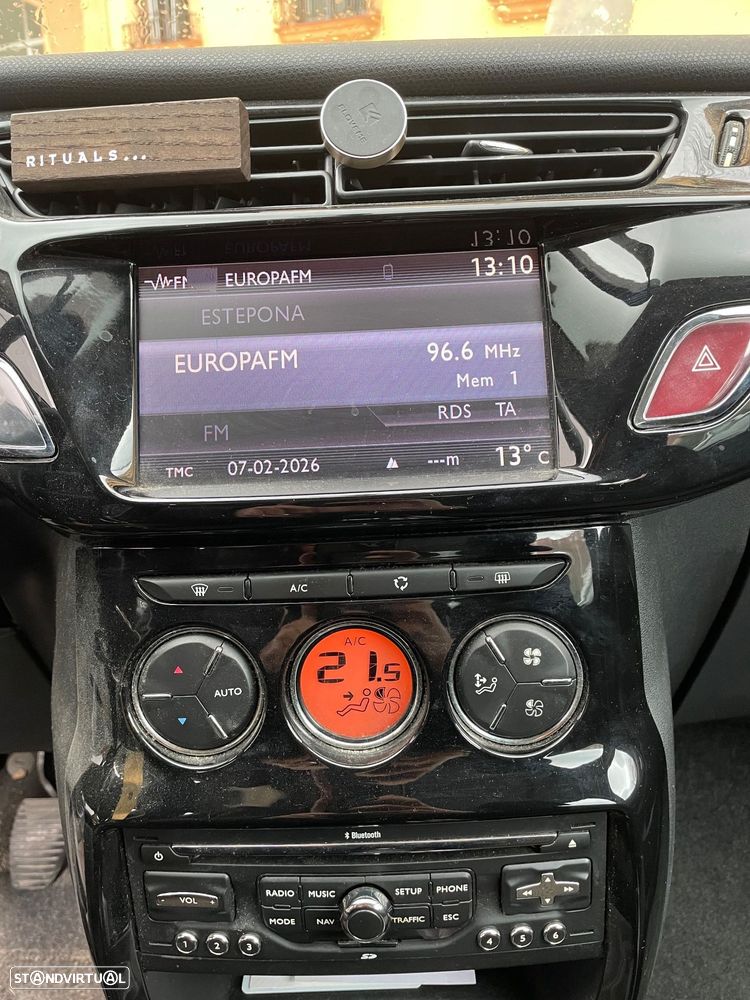 RITUALS...
EUROPAFM
13:10
ESTEPONA
EUROPAFM 96.6 MHz
Mem 1
RDS TA
FM
TMC 07-02-2026 ---m 13° C
A/C
A/C
21.5
AUTO
Bluetooth
RADIO MUSIC SETUP PHONE
- VOL +
MODE NAV TRAFFIC ESC
1 2 3 4 5 6
STANDVIRTUAL